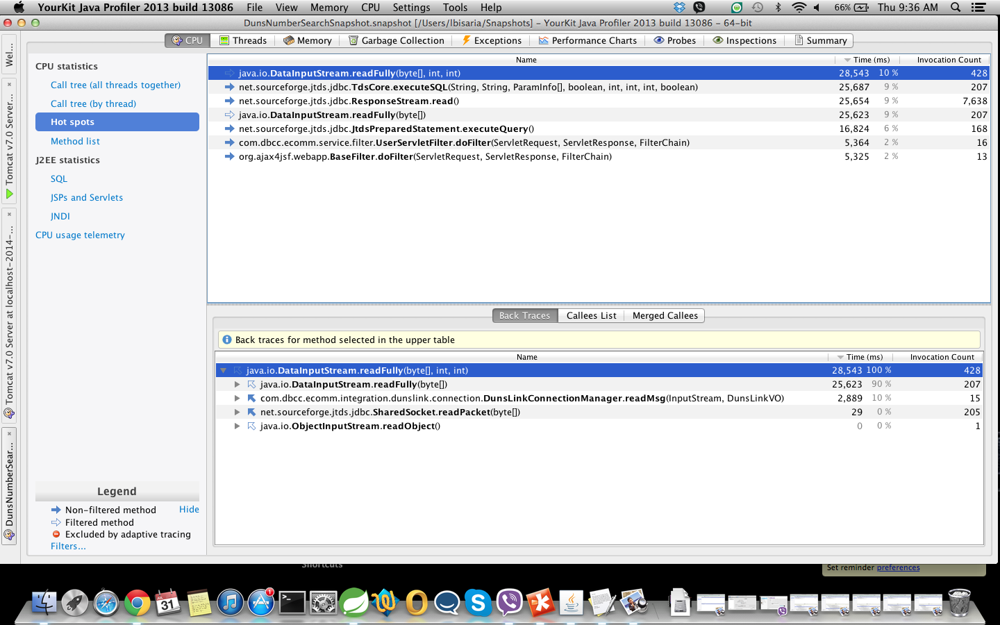 YourKit Java Profiler 2013 build 13086 File View Memory CPU Settings Tools Help 66% Thu 9:36 AM
DunsNumberSearchSnapshot.snapshot [/Users/lbisaria/Snapshots] - YourKit Java Profiler 2013 build 13086 - 64-bit
CPU Threads Memory Garbage Collection Exceptions Performance Charts Probes Inspections Summary
Wel...
Tomcat v7.0 Server...
Tomcat v7.0 Server at localhost-2014-...
DunsNumberSear...
CPU statistics
Call tree (all threads together)
Call tree (by thread)
Hot spots
Method list
J2EE statistics
SQL
JSPs and Servlets
JNDI
CPU usage telemetry
Legend
Non-filtered method Hide
Filtered method
Excluded by adaptive tracing
Filters...
Name Time (ms) Invocation Count
java.io.DataInputStream.readFully(byte[], int, int) 28,543 10 % 428
net.sourceforge.jtds.jdbc.TdsCore.executeSQL(String, String, ParamInfo[], boolean, int, int, int, boolean) 25,687 9 % 207
net.sourceforge.jtds.jdbc.ResponseStream.read() 25,654 9 % 7,638
java.io.DataInputStream.readFully(byte[]) 25,623 9 % 207
net.sourceforge.jtds.jdbc.JtdsPreparedStatement.executeQuery() 16,824 6 % 168
com.dbcc.ecomm.service.filter.UserServletFilter.doFilter(ServletRequest, ServletResponse, FilterChain) 5,364 2 % 16
org.ajax4jsf.webapp.BaseFilter.doFilter(ServletRequest, ServletResponse, FilterChain) 5,325 2 % 13
Back Traces Callees List Merged Callees
Back traces for method selected in the upper table
Name Time (ms) Invocation Count
java.io.DataInputStream.readFully(byte[], int, int) 28,543 100 % 428
java.io.DataInputStream.readFully(byte[]) 25,623 90 % 207
com.dbcc.ecomm.integration.dunslink.connection.DunsLinkConnectionManager.readMsg(InputStream, DunsLinkVO) 2,889 10 % 15
net.sourceforge.jtds.jdbc.SharedSocket.readPacket(byte[]) 29 0 % 205
java.io.ObjectInputStream.readObject() 0 0 % 1
Shortcuts
Set reminder preferences
31
1